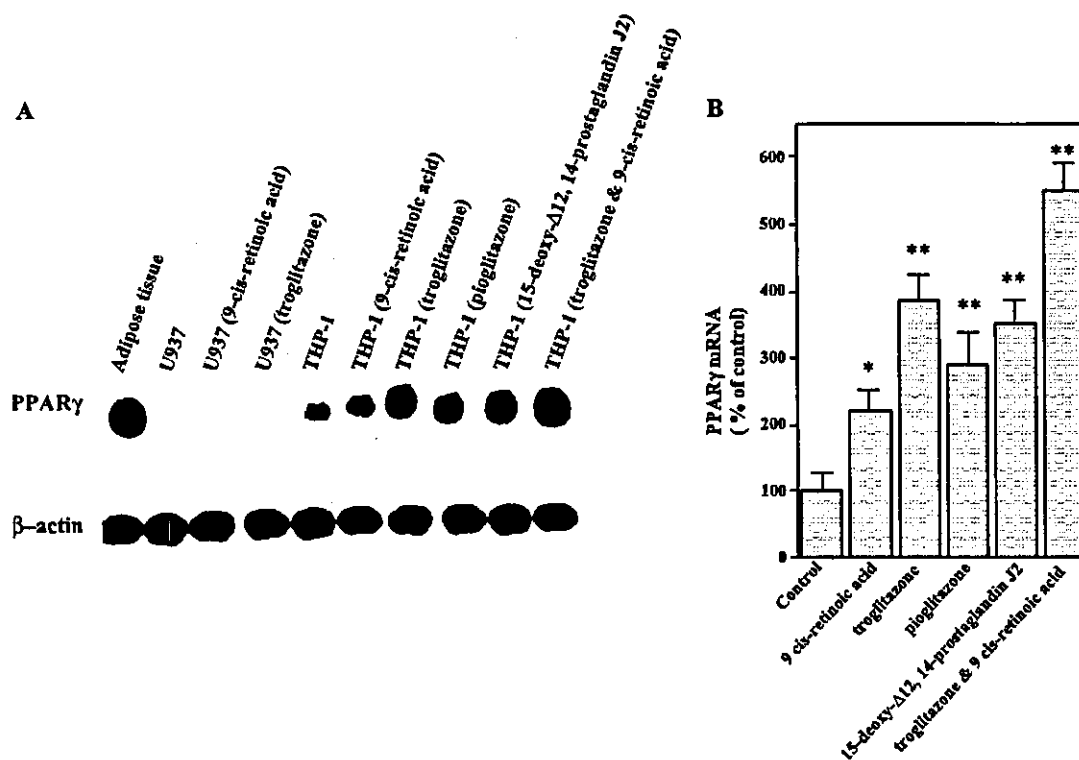 A
Adipose tissue
U937
U937 (9-cis-retinoic acid)
U937 (troglitazone)
THP-1
THP-1 (9-cis-retinoic acid)
THP-1 (troglitazone)
THP-1 (pioglitazone)
THP-1 (15-deoxy-Δ12, 14-prostaglandin J2)
THP-1 (troglitazone & 9-cis-retinoic acid)
PPARγ
β-actin
B
PPARγ mRNA
( % of control)
600
500
400
300
200
100
0
*
**
**
**
**
Control
9 cis-retinoic acid
troglitazone
pioglitazone
15-deoxy-Δ12, 14-prostaglandin J2
troglitazone & 9 cis-retinoic acid